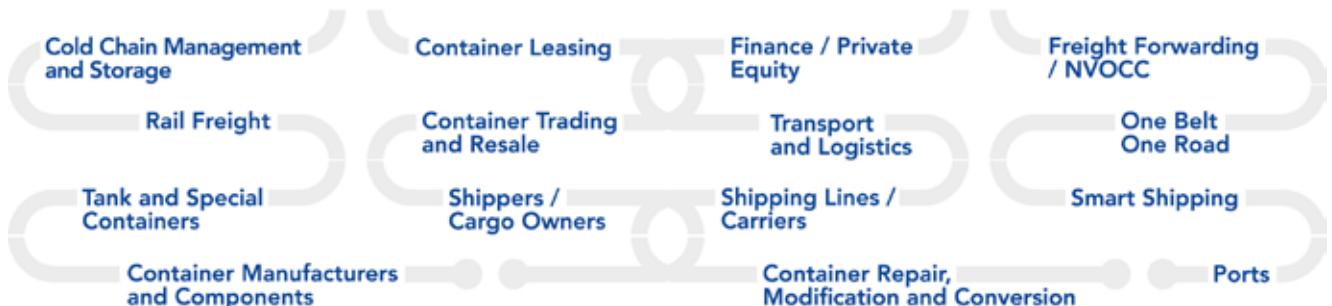 Cold Chain Management
and Storage
Container Leasing
Finance / Private
Equity
Freight Forwarding
/ NVOCC
Rail Freight
Container Trading
and Resale
Transport
and Logistics
One Belt
One Road
Tank and Special
Containers
Shippers /
Cargo Owners
Shipping Lines /
Carriers
Smart Shipping
Container Manufacturers
and Components
Container Repair,
Modification and Conversion
Ports